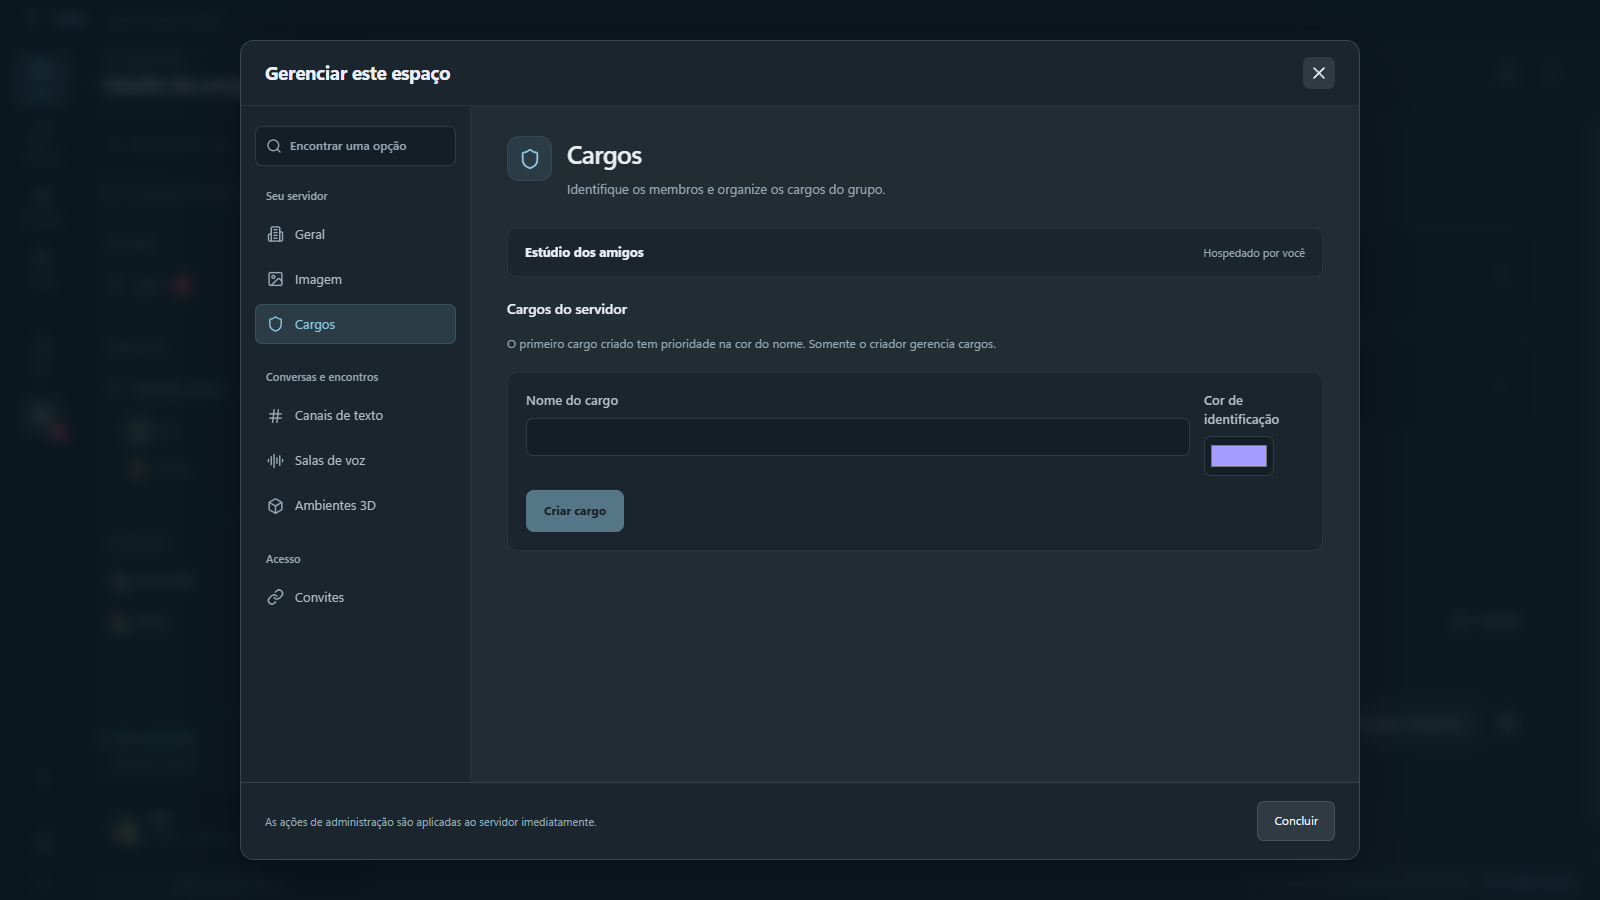 Gerenciar este espaço
Encontrar uma opção
Seu servidor
Geral
Imagem
Cargos
Conversas e encontros
Canais de texto
Salas de voz
Ambientes 3D
Acesso
Convites
Cargos
Identifique os membros e organize os cargos do grupo.
Estúdio dos amigos
Hospedado por você
Cargos do servidor
O primeiro cargo criado tem prioridade na cor do nome. Somente o criador gerencia cargos.
Nome do cargo
Cor de
identificação
Criar cargo
As ações de administração são aplicadas ao servidor imediatamente.
Concluir